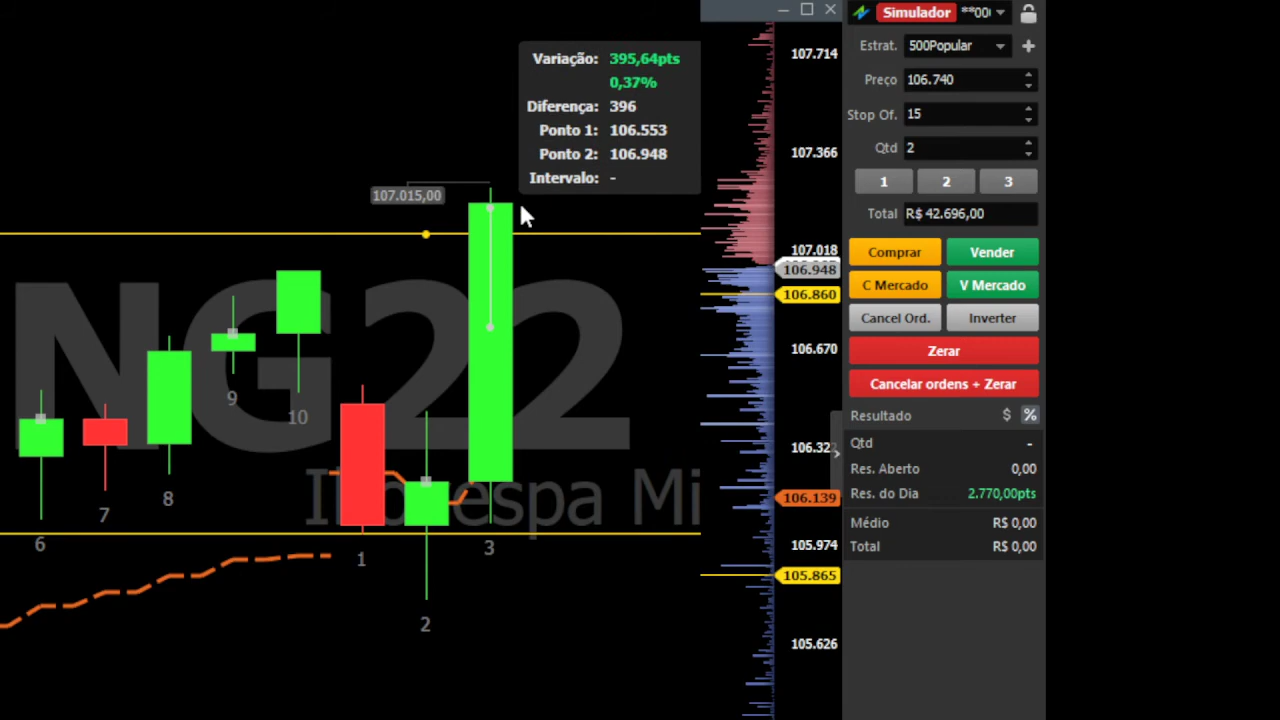 Variação: 395,64pts
0,37%
Diferença: 396
Ponto 1: 106.553
Ponto 2: 106.948
Intervalo: -
107.015,00
NG22
6
7
8
9
10
1
2
3
107.714
107.366
107.018
106.948
106.860
106.670
106.139
105.974
105.865
105.626
Simulador
Estrat. 500Popular
Preço 106.740
Stop Of. 15
Qtd 2
1 2 3
Total R$ 42.696,00
Comprar Vender
C Mercado V Mercado
Cancel Ord. Inverter
Zerar
Cancelar ordens + Zerar
Resultado $ %
Qtd -
Res. Aberto 0,00
Res. do Dia 2.770,00pts
Médio R$ 0,00
Total R$ 0,00